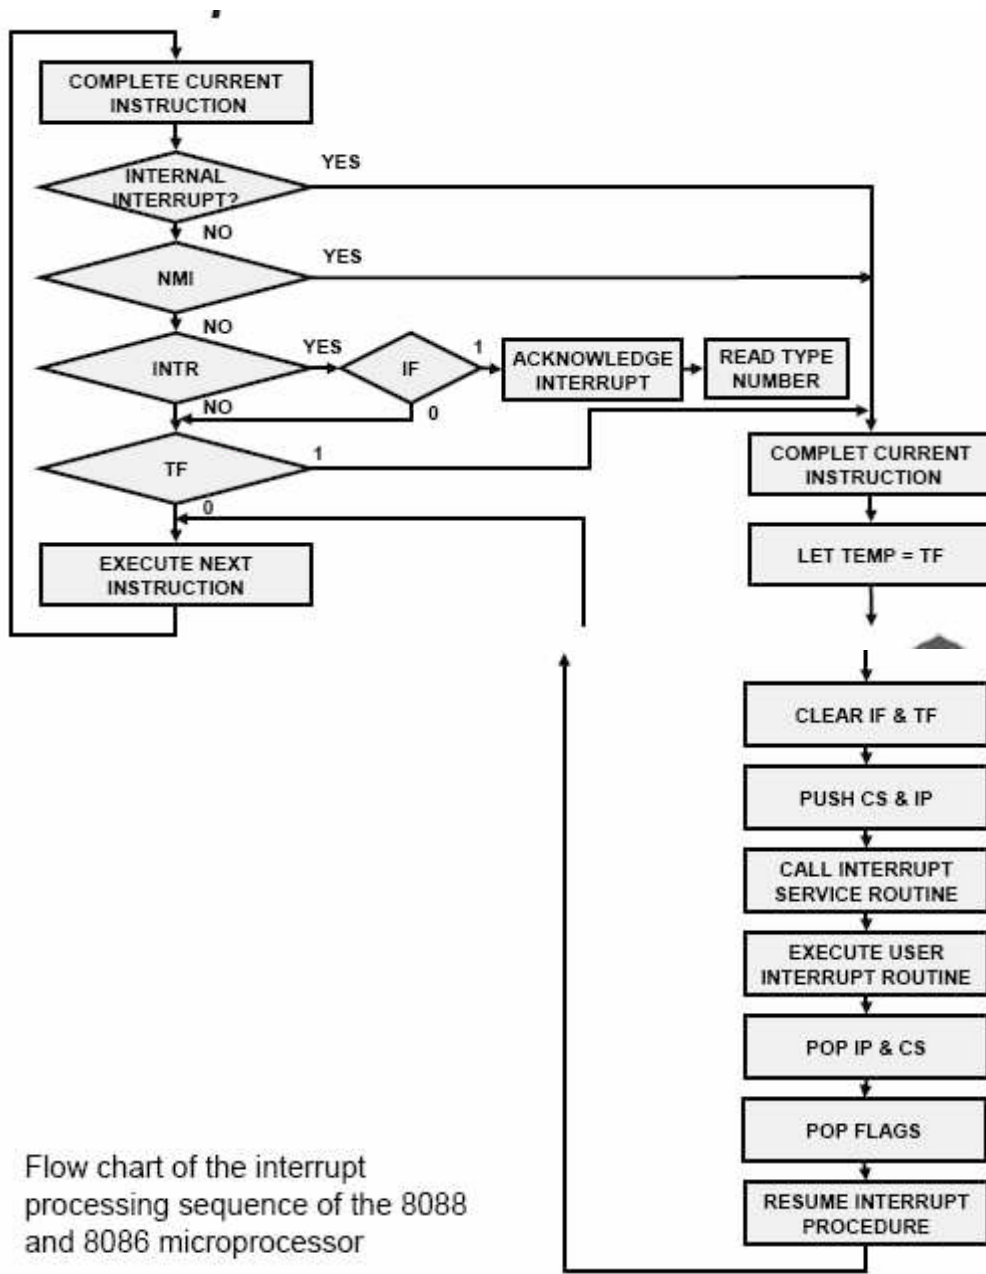 COMPLETE CURRENT
INSTRUCTION
INTERNAL
INTERRUPT?
YES
NO
NMI
YES
NO
INTR
YES
IF
1
ACKNOWLEDGE
INTERRUPT
READ TYPE
NUMBER
NO
0
TF
1
0
EXECUTE NEXT
INSTRUCTION
COMPLET CURRENT
INSTRUCTION
LET TEMP = TF
CLEAR IF & TF
PUSH CS & IP
CALL INTERRUPT
SERVICE ROUTINE
EXECUTE USER
INTERRUPT ROUTINE
POP IP & CS
POP FLAGS
RESUME INTERRUPT
PROCEDURE
Flow chart of the interrupt
processing sequence of the 8088
and 8086 microprocessor